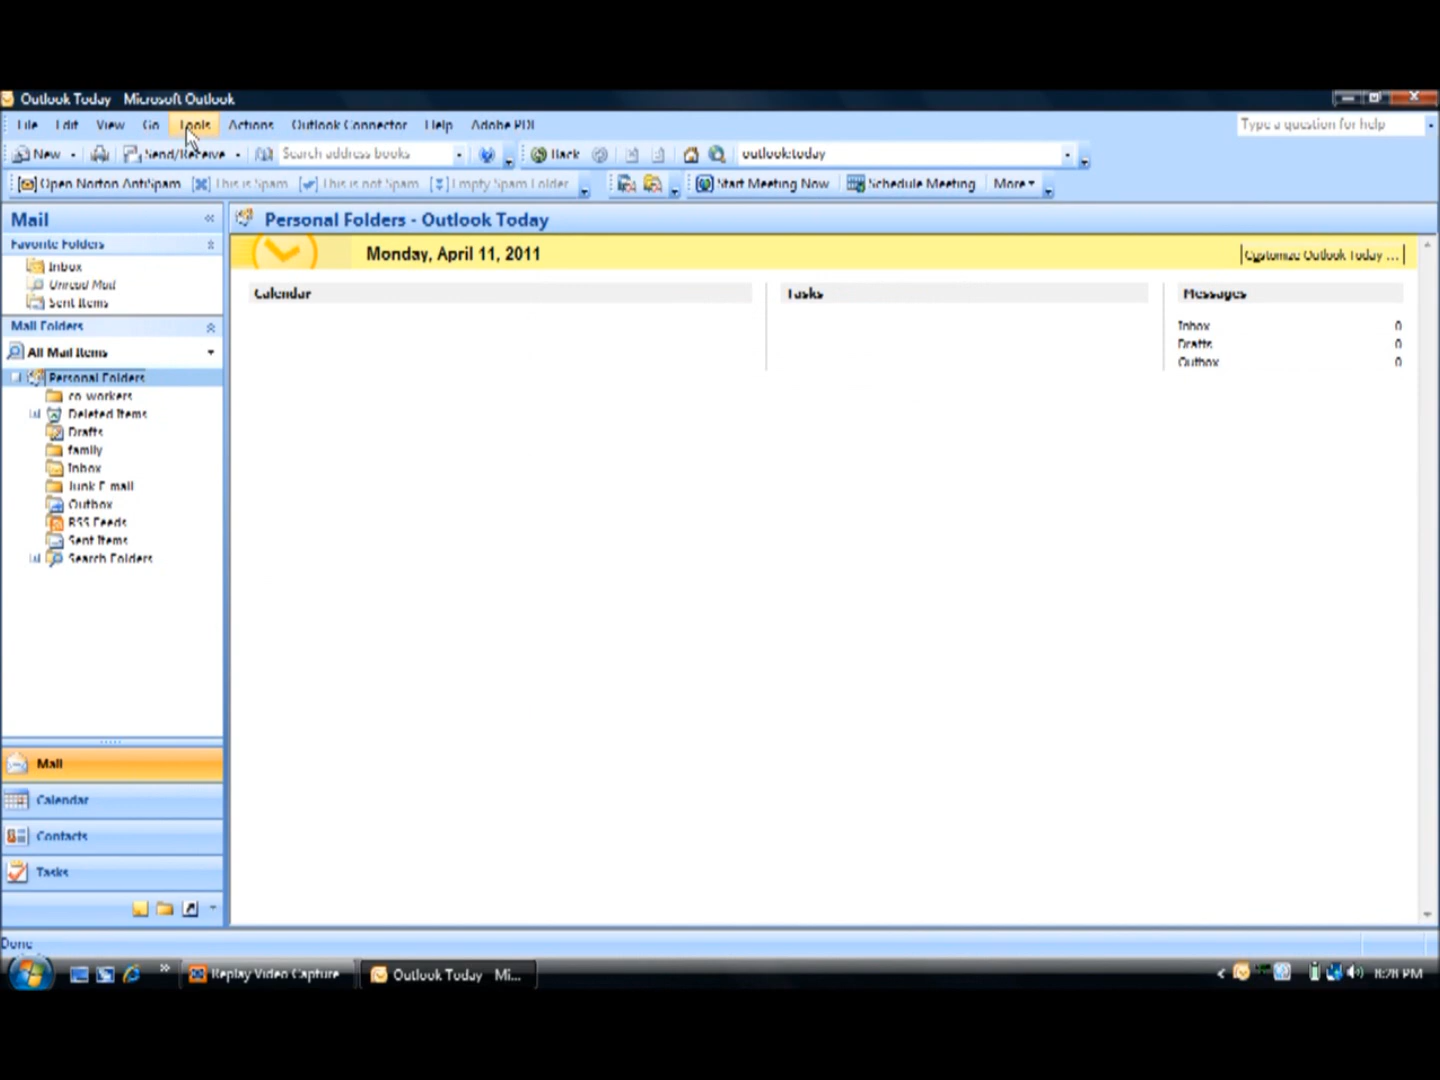 Outlook Today Microsoft Outlook
File Edit View Go Tools Actions Outlook Connector Help Adobe PDF
Type a question for help
New Send/Receive Search address books Back outlook:today
Open Norton AntiSpam This is Spam This is not Spam Empty Spam Folder Start Meeting Now Schedule Meeting More
Mail
Personal Folders - Outlook Today
Favorite Folders
Monday, April 11, 2011
Customize Outlook Today ...
Inbox
Unread Mail
Sent Items
Calendar
Tasks
Messages
Inbox 0
Drafts 0
Outbox 0
Mail Folders
All Mail Items
Personal Folders
co workers
Deleted Items
Drafts
family
Inbox
Junk E mail
Outbox
RSS Feeds
Sent Items
Search Folders
Mail
Calendar
Contacts
Tasks
Done
Replay Video Capture
Outlook Today Mi...
8:28 PM